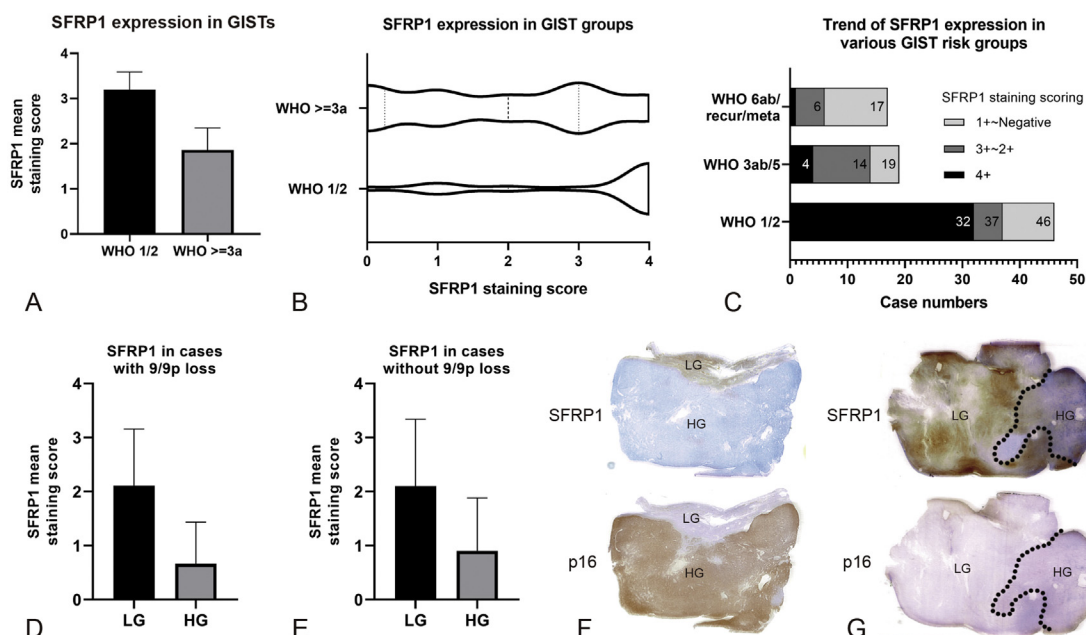 SFRP1 expression in GISTs
SFRP1 mean
staining score
4
3
2
1
0
WHO 1/2
WHO >=3a
A
SFRP1 expression in GIST groups
WHO >=3a
WHO 1/2
0
1
2
3
4
SFRP1 staining score
B
Trend of SFRP1 expression in
various GIST risk groups
WHO 6ab/
recur/meta
6
17
WHO 3ab/5
4
14
19
WHO 1/2
32
37
46
0
10
20
30
40
50
Case numbers
SFRP1 staining scoring
1+~Negative
3+~2+
4+
C
SFRP1 in cases
with 9/9p loss
SFRP1 mean
staining score
4
3
2
1
0
LG
HG
D
SFRP1 in cases
without 9/9p loss
SFRP1 mean
staining score
4
3
2
1
0
LG
HG
SFRP1
LG
HG
p16
LG
HG
SFRP1
LG
HG
p16
LG
HG
G